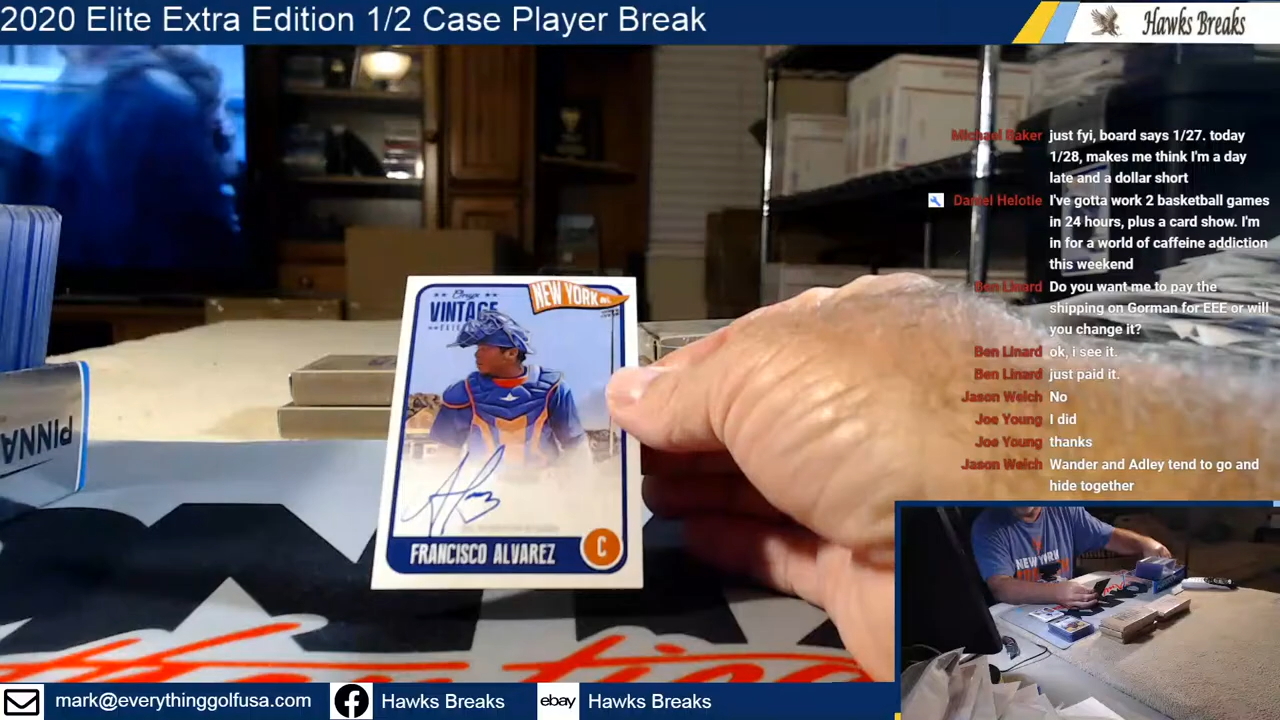 2020 Elite Extra Edition 1/2 Case Player Break
Hawks Breaks
Michael Baker just fyi, board says 1/27. today
1/28, makes me think I'm a day
late and a dollar short
Daniel Helotie I've gotta work 2 basketball games
in 24 hours, plus a card show. I'm
in for a world of caffeine addiction
this weekend
Ben Linard Do you want me to pay the
shipping on Gorman for EEE or will
you change it?
Ben Linard ok, i see it.
Ben Linard just paid it.
Jason Welch No
Joe Young I did
Joe Young thanks
Jason Welch Wander and Adley tend to go and
hide together
Onyx
VINTAGE
NEW YORK
FRANCISCO ALVAREZ
C
PINNA
NEW YORK
mark@everythinggolfusa.com
Hawks Breaks
ebay
Hawks Breaks